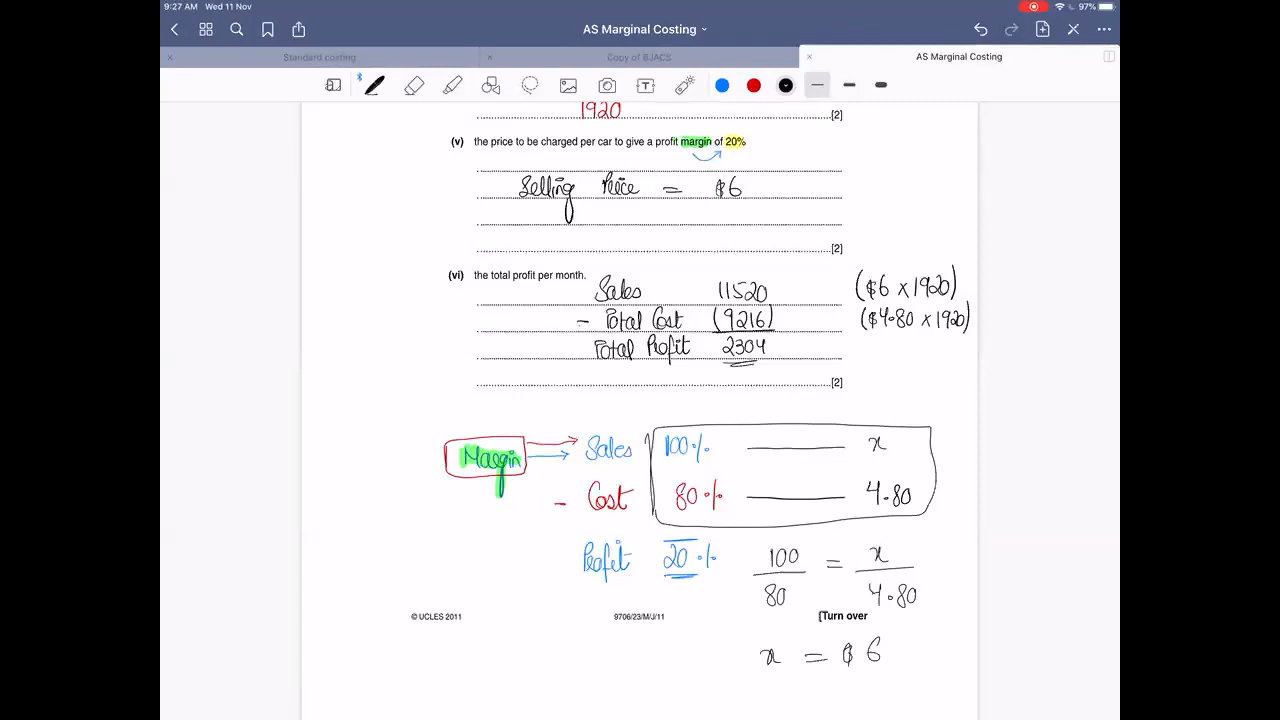 9:27 AM Wed 11 Nov 97%
AS Marginal Costing
Standard costing Copy of BJACS AS Marginal Costing
1920 [2]
(v) the price to be charged per car to give a profit margin of 20%
Selling Price = $6
[2]
(vi) the total profit per month.
Sales 11520 ($6 x 1920)
- Total Cost (9216) ($4.80 x 1920)
Total Profit 2304
[2]
Margin Sales 100% x
- Cost 80% 4.80
Profit 20%
100/80 = x/4.80
© UCLES 2011 9706/23/M/J/11 [Turn over
x = $6